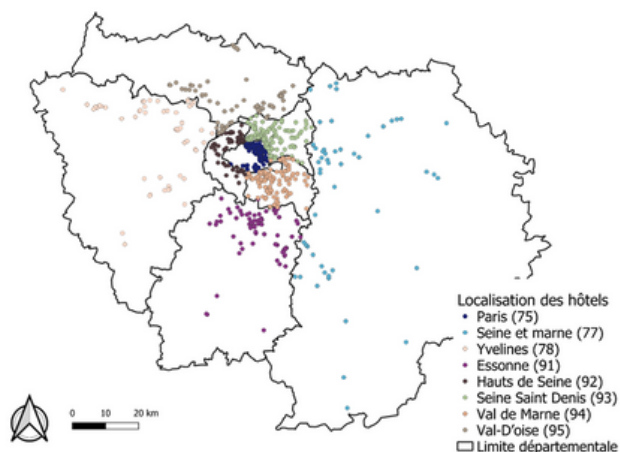 Localisation des hôtels
Paris (75)
Seine et marne (77)
Yvelines (78)
Essonne (91)
Hauts de Seine (92)
Seine Saint Denis (93)
Val de Marne (94)
Val-D'oise (95)
Limite départementale
0 10 20 km